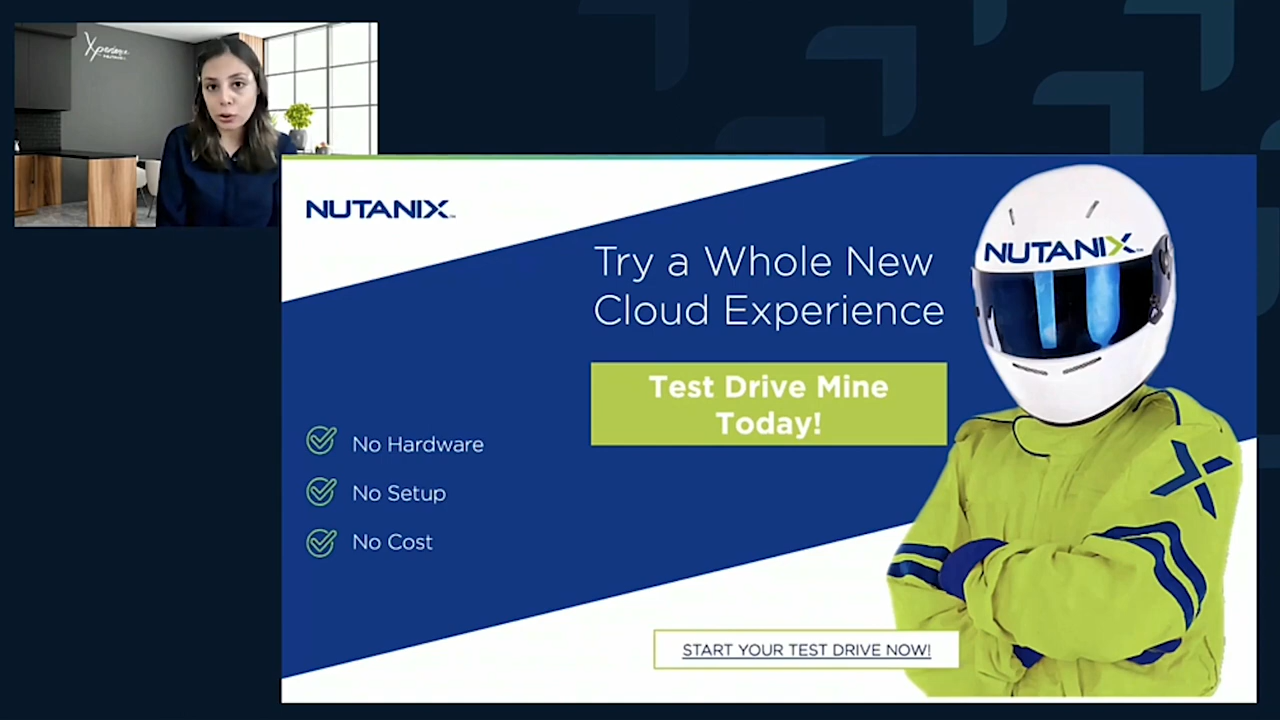 Xperience
NUTANIX
Try a Whole New
Cloud Experience
NUTANIX
Test Drive Mine
Today!
No Hardware
No Setup
No Cost
START YOUR TEST DRIVE NOW!